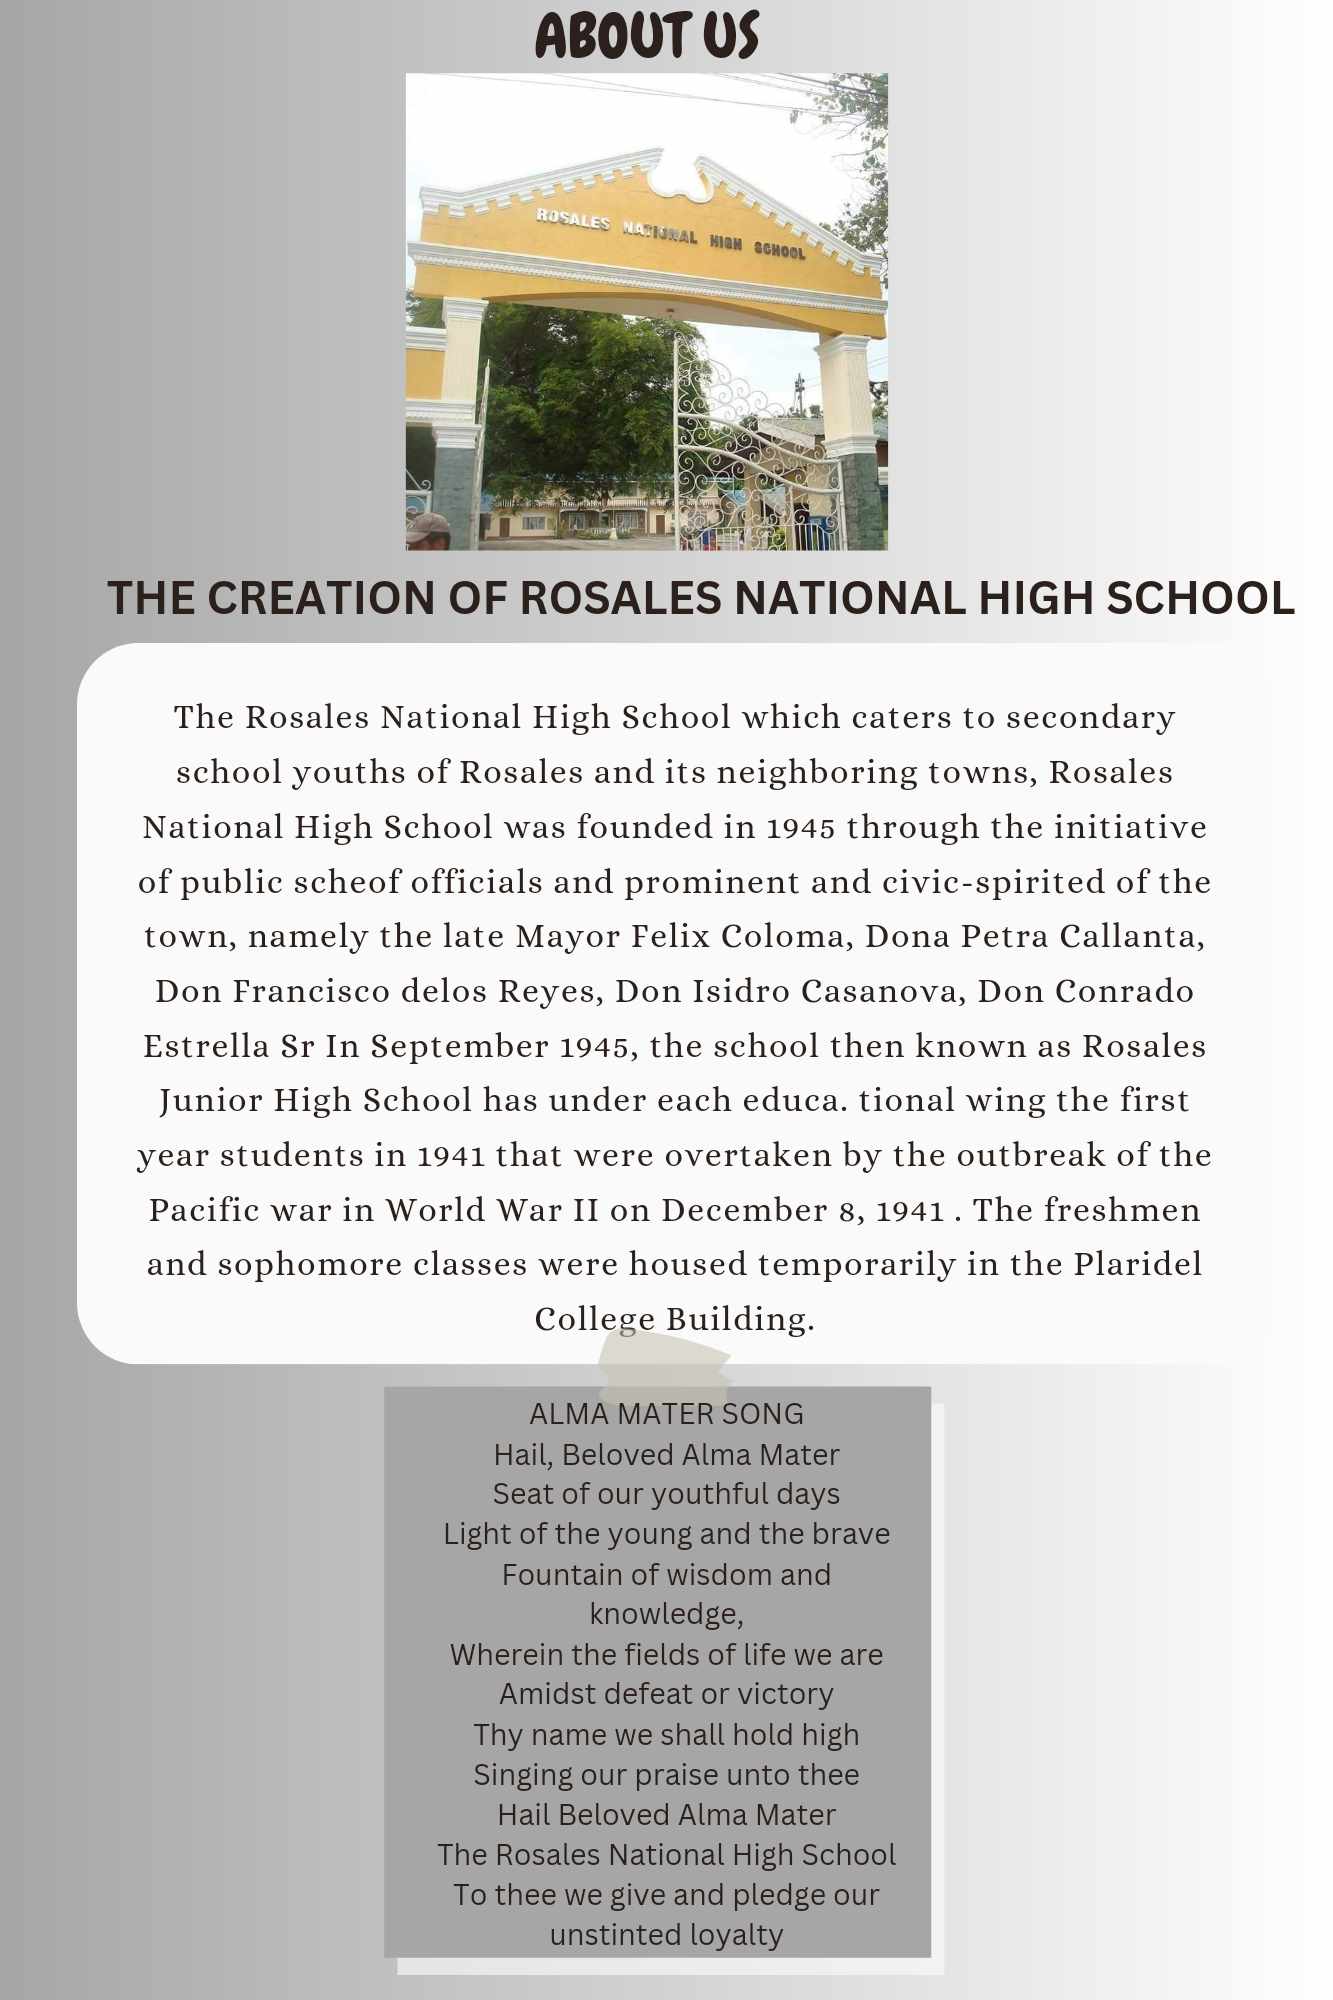 ABOUT US
ROSALES NATIONAL HIGH SCHOOL
THE CREATION OF ROSALES NATIONAL HIGH SCHOOL
The Rosales National High School which caters to secondary
school youths of Rosales and its neighboring towns, Rosales
National High School was founded in 1945 through the initiative
of public scheof officials and prominent and civic-spirited of the
town, namely the late Mayor Felix Coloma, Dona Petra Callanta,
Don Francisco delos Reyes, Don Isidro Casanova, Don Conrado
Estrella Sr In September 1945, the school then known as Rosales
Junior High School has under each educa. tional wing the first
year students in 1941 that were overtaken by the outbreak of the
Pacific war in World War II on December 8, 1941 . The freshmen
and sophomore classes were housed temporarily in the Plaridel
College Building.
ALMA MATER SONG
Hail, Beloved Alma Mater
Seat of our youthful days
Light of the young and the brave
Fountain of wisdom and
knowledge,
Wherein the fields of life we are
Amidst defeat or victory
Thy name we shall hold high
Singing our praise unto thee
Hail Beloved Alma Mater
The Rosales National High School
To thee we give and pledge our
unstinted loyalty